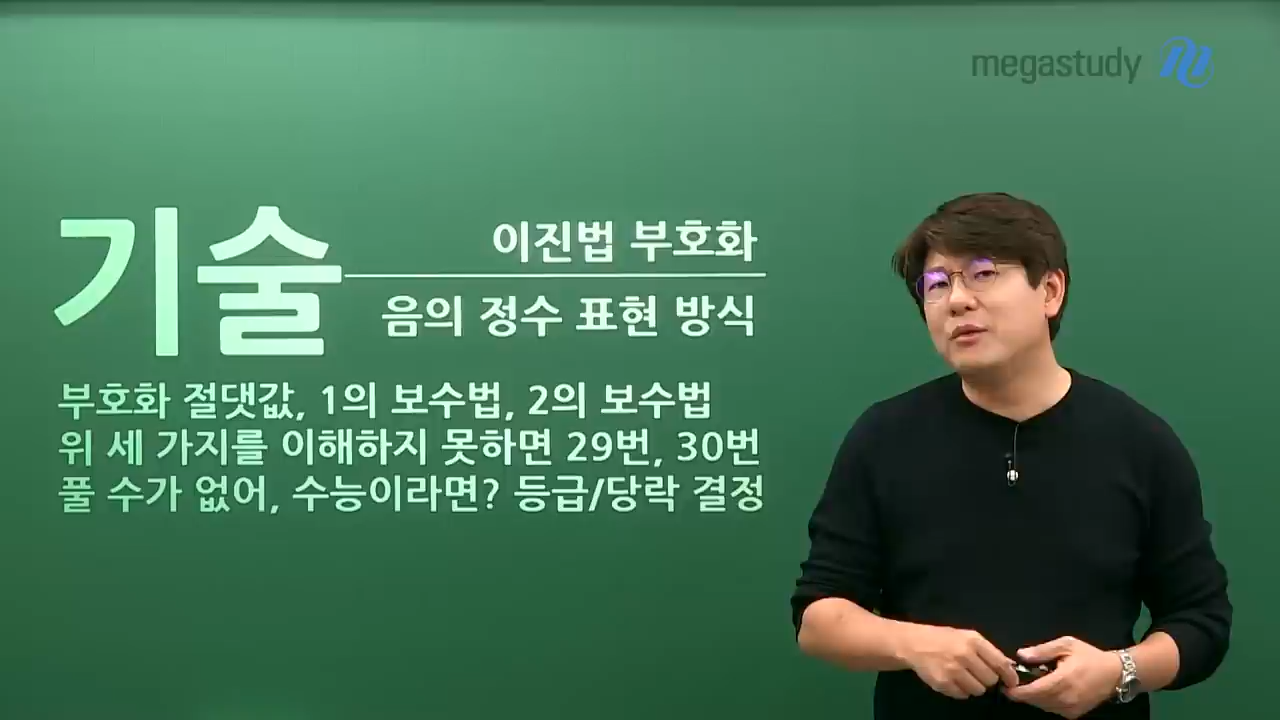 megastudy
기술
이진법 부호화
음의 정수 표현 방식
부호화 절댓값, 1의 보수법, 2의 보수법
위 세 가지를 이해하지 못하면 29번, 30번
풀 수가 없어, 수능이라면? 등급/당락 결정